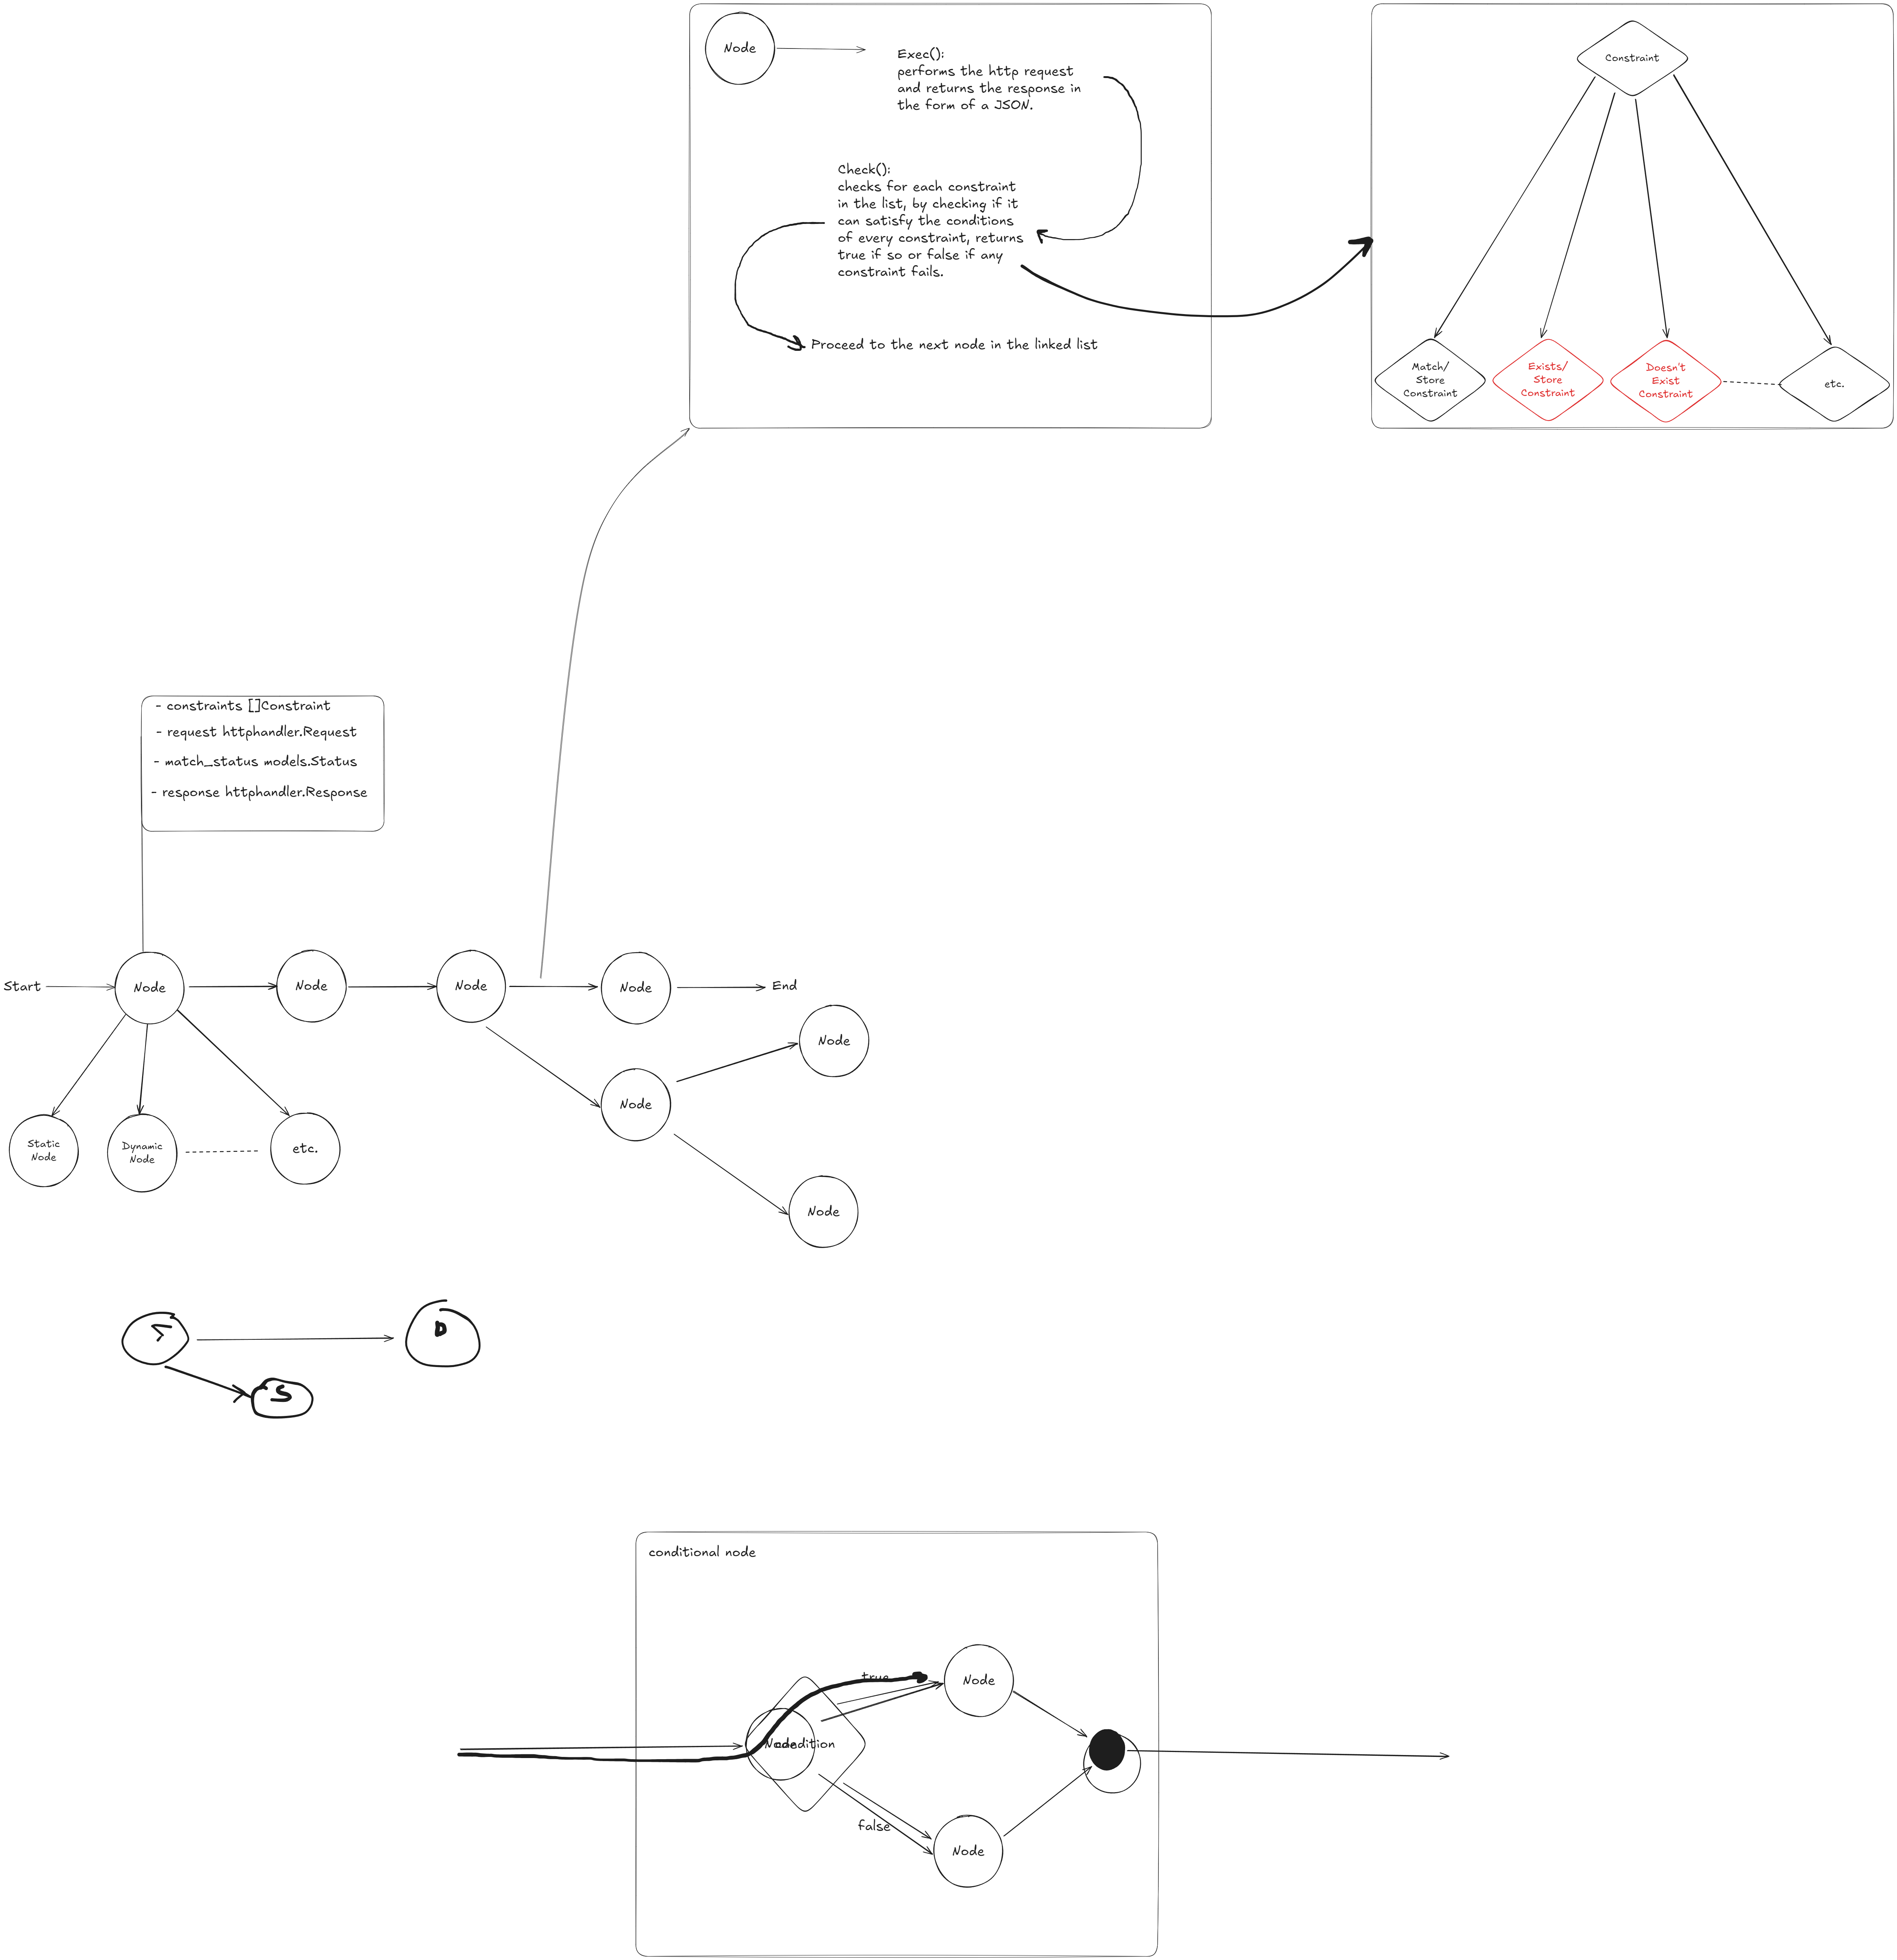 Node
Exec():
performs the http request
and returns the response in
the form of a JSON.
Check():
checks for each constraint
in the list, by checking if it
can satisfy the conditions
of every constraint, returns
true if so or false if any
constraint fails.
Proceed to the next node in the linked list
Constraint
Match/
Store
Constraint
Exists/
Store
Constraint
Doesn't
Exist
Constraint
etc.
- constraints []Constraint
- request httphandler.Request
- match_status models.Status
- response httphandler.Response
Start
Node
Node
Node
Node
End
Node
Node
Node
Static
Node
Dynamic
Node
etc.
D
S
conditional node
true
Node
Node
condition
false
Node